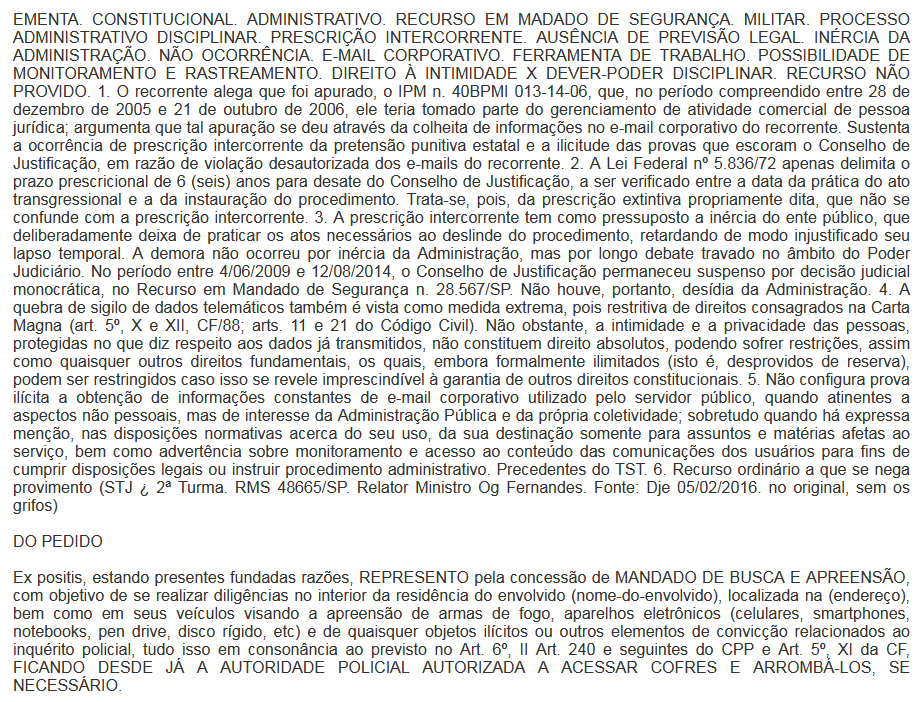 EMENTA. CONSTITUCIONAL. ADMINISTRATIVO. RECURSO EM MADADO DE SEGURANÇA. MILITAR. PROCESSO
ADMINISTRATIVO DISCIPLINAR. PRESCRIÇÃO INTERCORRENTE. AUSÊNCIA DE PREVISÃO LEGAL. INÉRCIA DA
ADMINISTRAÇÃO. NÃO OCORRÊNCIA. E-MAIL CORPORATIVO. FERRAMENTA DE TRABALHO. POSSIBILIDADE DE
MONITORAMENTO E RASTREAMENTO. DIREITO À INTIMIDADE X DEVER-PODER DISCIPLINAR. RECURSO NÃO
PROVIDO. 1. O recorrente alega que foi apurado, o IPM n. 40BPMI 013-14-06, que, no período compreendido entre 28 de
dezembro de 2005 e 21 de outubro de 2006, ele teria tomado parte do gerenciamento de atividade comercial de pessoa
jurídica; argumenta que tal apuração se deu através da colheita de informações no e-mail corporativo do recorrente. Sustenta
a ocorrência de prescrição intercorrente da pretensão punitiva estatal e a ilicitude das provas que escoram o Conselho de
Justificação, em razão de violação desautorizada dos e-mails do recorrente. 2. A Lei Federal nº 5.836/72 apenas delimita o
prazo prescricional de 6 (seis) anos para desate do Conselho de Justificação, a ser verificado entre a data da prática do ato
transgressional e a da instauração do procedimento. Trata-se, pois, da prescrição extintiva propriamente dita, que não se
confunde com a prescrição intercorrente. 3. A prescrição intercorrente tem como pressuposto a inércia do ente público, que
deliberadamente deixa de praticar os atos necessários ao deslinde do procedimento, retardando de modo injustificado seu
lapso temporal. A demora não ocorreu por inércia da Administração, mas por longo debate travado no âmbito do Poder
Judiciário. No período entre 4/06/2009 e 12/08/2014, o Conselho de Justificação permaneceu suspenso por decisão judicial
monocrática, no Recurso em Mandado de Segurança n. 28.567/SP. Não houve, portanto, desídia da Administração. 4. A
quebra de sigilo de dados telemáticos também é vista como medida extrema, pois restritiva de direitos consagrados na Carta
Magna (art. 5º, X e XII, CF/88; arts. 11 e 21 do Código Civil). Não obstante, a intimidade e a privacidade das pessoas,
protegidas no que diz respeito aos dados já transmitidos, não constituem direito absolutos, podendo sofrer restrições, assim
como quaisquer outros direitos fundamentais, os quais, embora formalmente ilimitados (isto é, desprovidos de reserva),
podem ser restringidos caso isso se revele imprescindível à garantia de outros direitos constitucionais. 5. Não configura prova
ilícita a obtenção de informações constantes de e-mail corporativo utilizado pelo servidor público, quando atinentes a
aspectos não pessoais, mas de interesse da Administração Pública e da própria coletividade; sobretudo quando há expressa
menção, nas disposições normativas acerca do seu uso, da sua destinação somente para assuntos e matérias afetas ao
serviço, bem como advertência sobre monitoramento e acesso ao conteúdo das comunicações dos usuários para fins de
cumprir disposições legais ou instruir procedimento administrativo. Precedentes do TST. 6. Recurso ordinário a que se nega
provimento (STJ ¿ 2ª Turma. RMS 48665/SP. Relator Ministro Og Fernandes. Fonte: Dje 05/02/2016. no original, sem os
grifos)
DO PEDIDO
Ex positis, estando presentes fundadas razões, REPRESENTO pela concessão de MANDADO DE BUSCA E APREENSÃO,
com objetivo de se realizar diligências no interior da residência do envolvido (nome-do-envolvido), localizada na (endereço),
bem como em seus veículos visando a apreensão de armas de fogo, aparelhos eletrônicos (celulares, smartphones,
notebooks, pen drive, disco rígido, etc) e de quaisquer objetos ilícitos ou outros elementos de convicção relacionados ao
inquérito policial, tudo isso em consonância ao previsto no Art. 6º, II Art. 240 e seguintes do CPP e Art. 5º, XI da CF,
FICANDO DESDE JÁ A AUTORIDADE POLICIAL AUTORIZADA A ACESSAR COFRES E ARROMBÁ-LOS, SE
NECESSÁRIO.